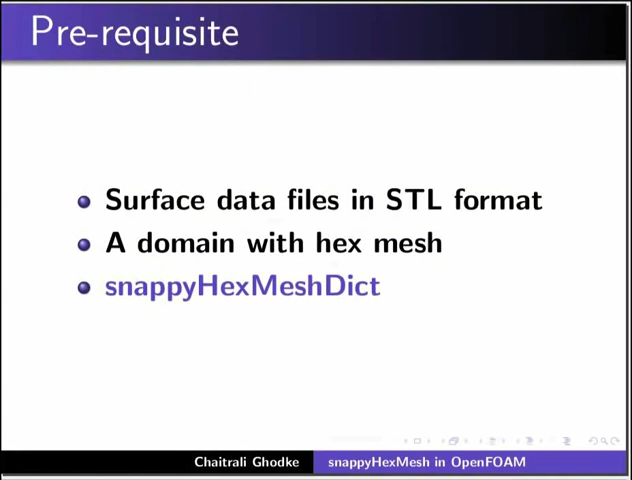 Pre-requisite
Surface data files in STL format
A domain with hex mesh
snappyHexMeshDict
Chaitrali Ghodke snappyHexMesh in OpenFOAM